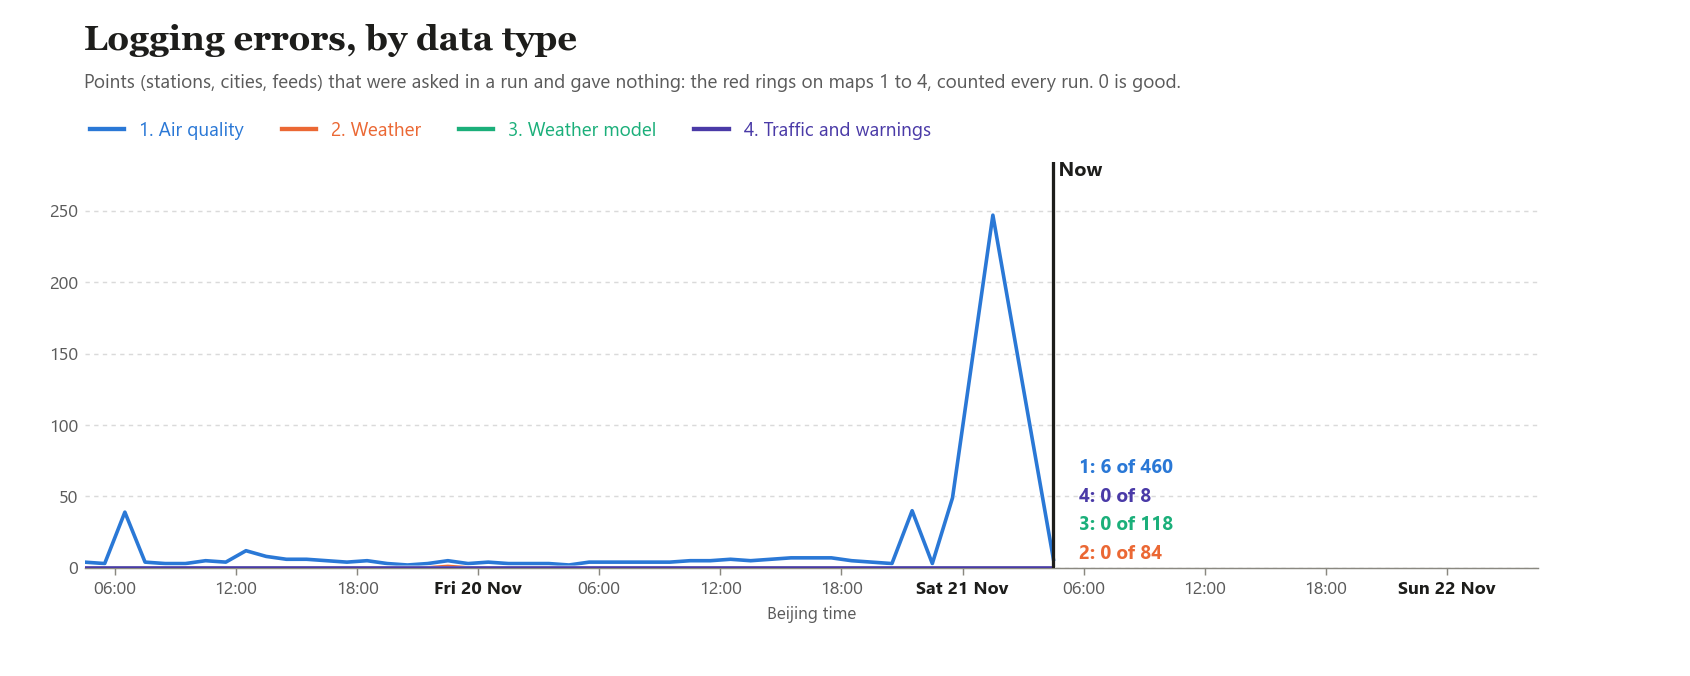 Logging errors, by data type
Points (stations, cities, feeds) that were asked in a run and gave nothing: the red rings on maps 1 to 4, counted every run. 0 is good.
1. Air quality 2. Weather 3. Weather model 4. Traffic and warnings
Now
250
200
150
100
50
0
1: 6 of 460
4: 0 of 8
3: 0 of 118
2: 0 of 84
06:00 12:00 18:00 Fri 20 Nov 06:00 12:00 18:00 Sat 21 Nov 06:00 12:00 18:00 Sun 22 Nov
Beijing time